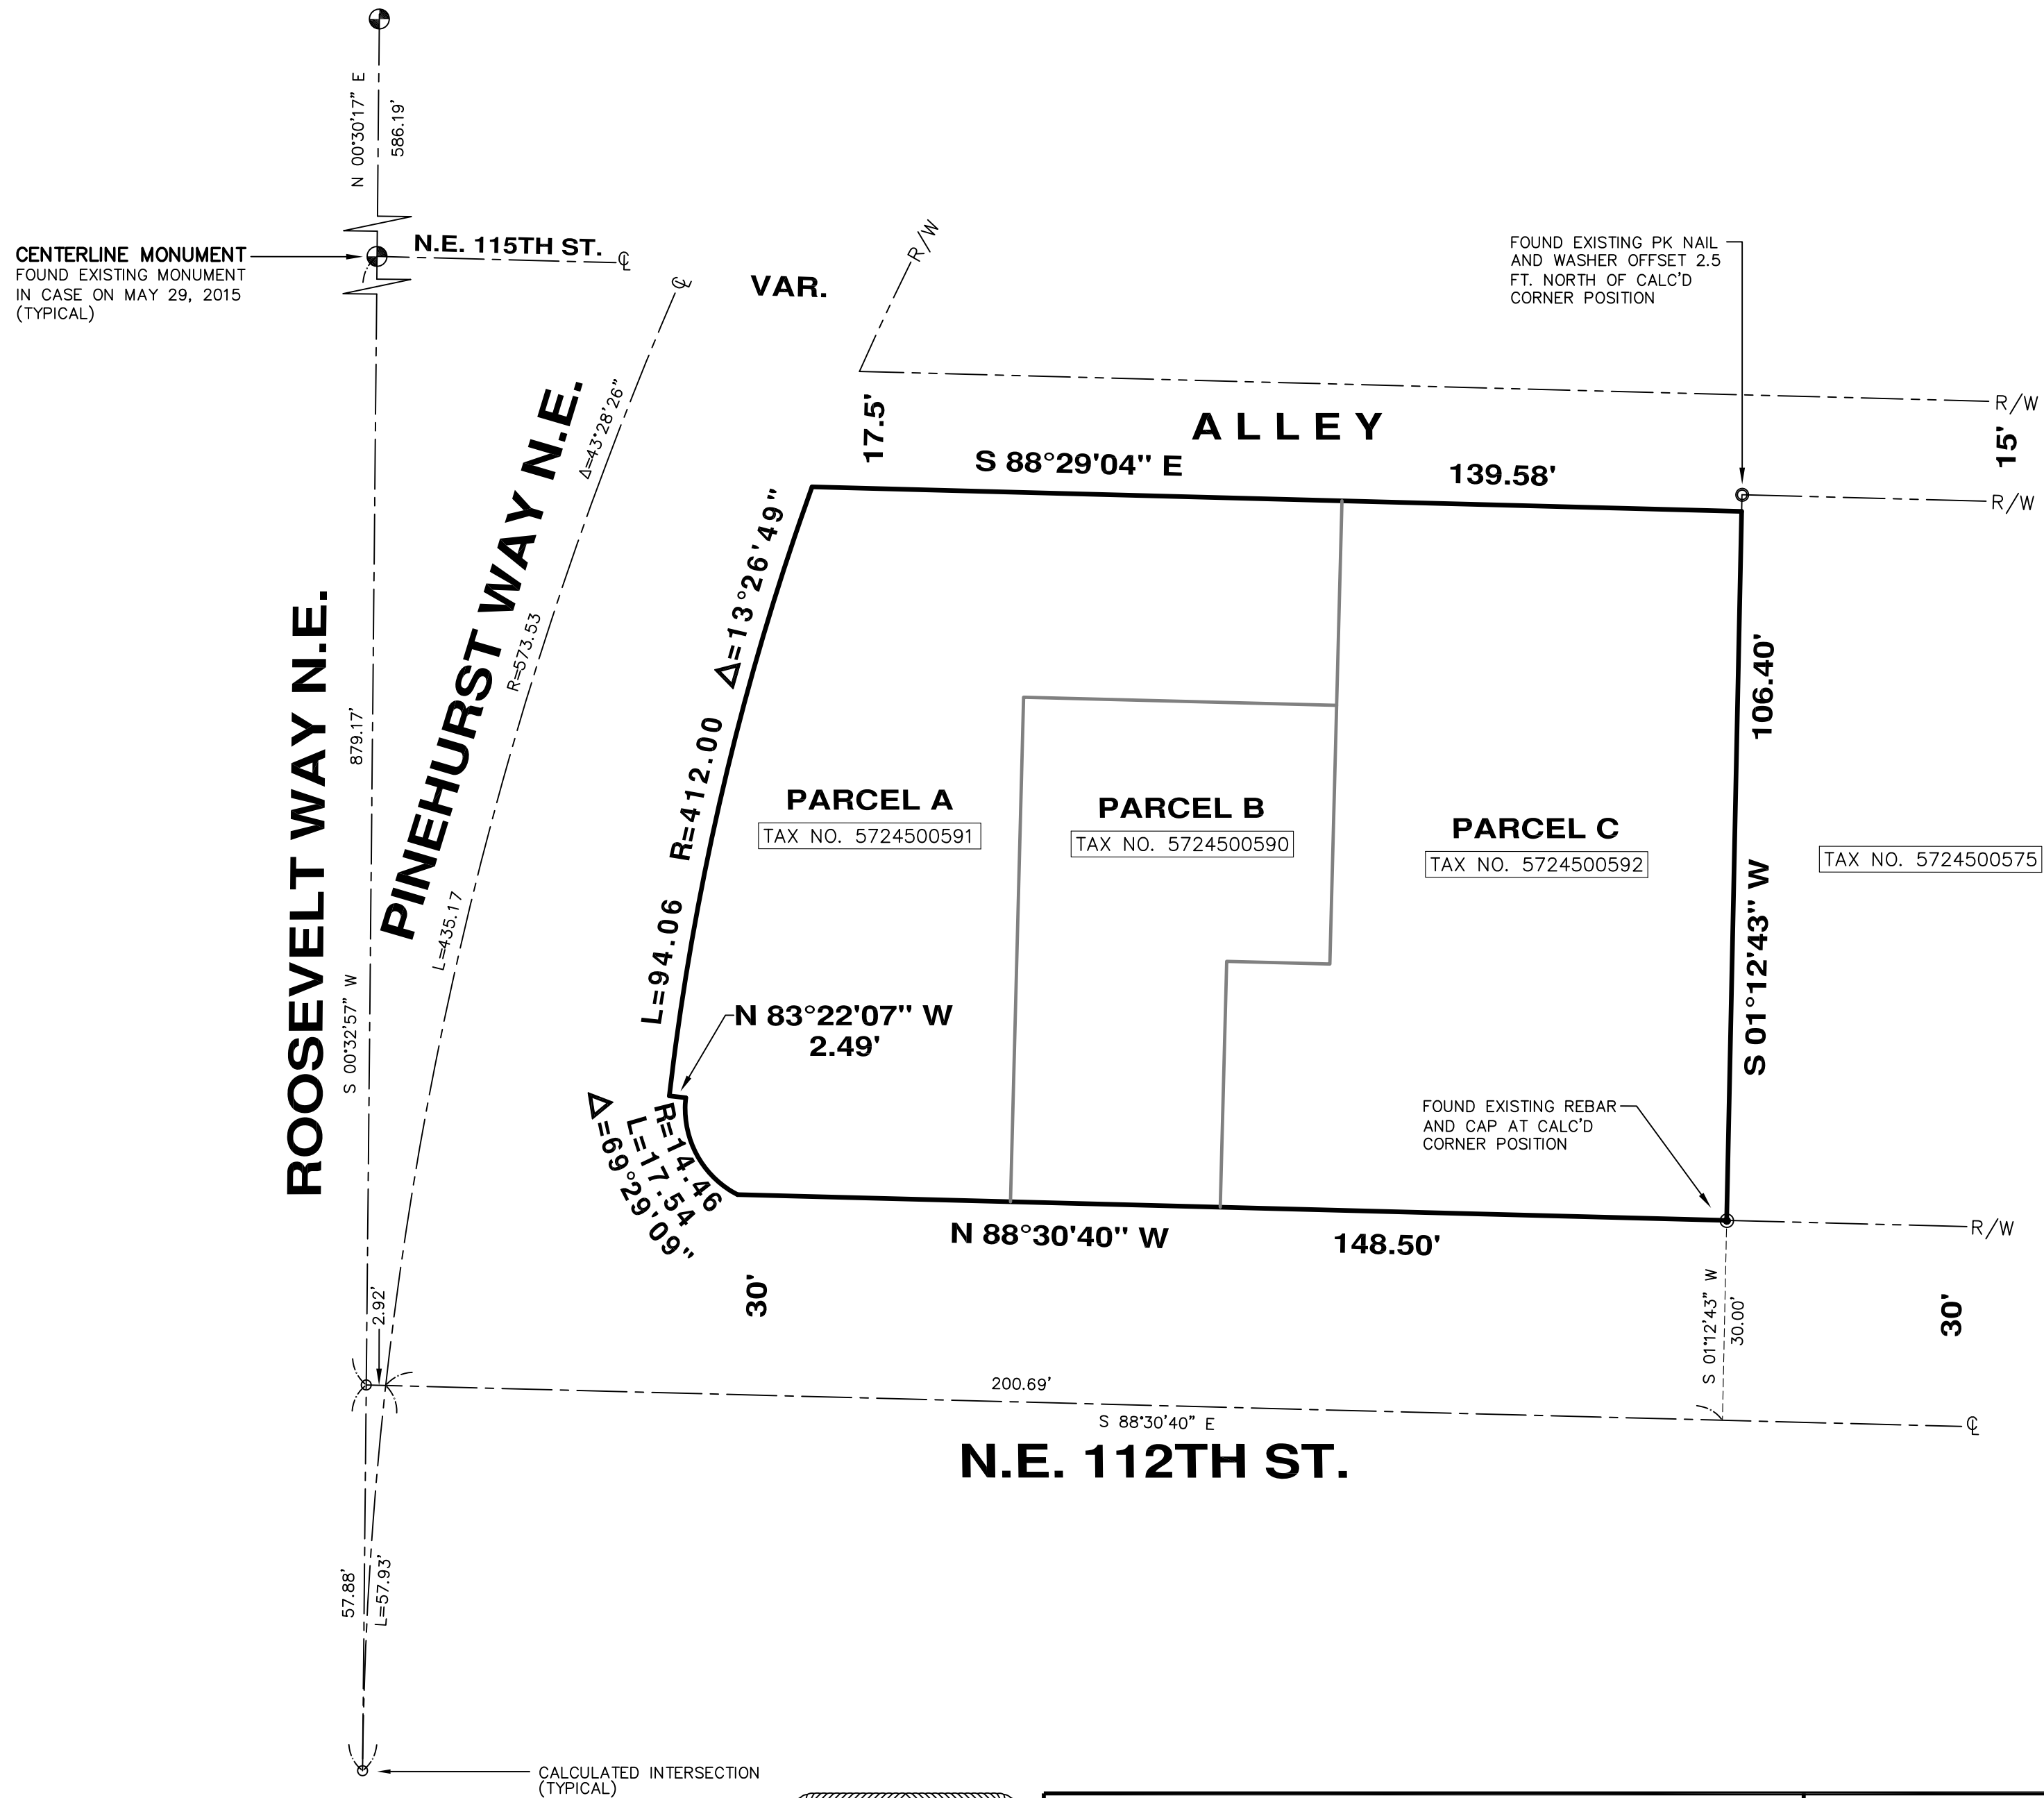 N 00°30'17" E
586.19'
CENTERLINE MONUMENT
FOUND EXISTING MONUMENT
IN CASE ON MAY 29, 2015
(TYPICAL)
N.E. 115TH ST.
℄
℄
VAR.
R/W
FOUND EXISTING PK NAIL
AND WASHER OFFSET 2.5
FT. NORTH OF CALC'D
CORNER POSITION
R/W
15'
R/W
17.5'
ALLEY
S 88°29'04" E
139.58'
ROOSEVELT WAY N.E.
879.17'
S 00°32'57" W
PINEHURST WAY N.E.
Δ=43°28'26"
R=573.53
L=435.17
L=94.06 R=412.00 Δ=13°26'49"
PARCEL A
TAX NO. 5724500591
PARCEL B
TAX NO. 5724500590
PARCEL C
TAX NO. 5724500592
TAX NO. 5724500575
106.40'
S 01°12'43" W
N 83°22'07" W
2.49'
R=14.46
L=17.54
Δ=69°29'09"
FOUND EXISTING REBAR
AND CAP AT CALC'D
CORNER POSITION
N 88°30'40" W
148.50'
R/W
30'
S 01°12'43" W
30.00'
30'
2.92'
200.69'
S 88°30'40" E
℄
N.E. 112TH ST.
57.88'
L=57.93'
CALCULATED INTERSECTION
(TYPICAL)